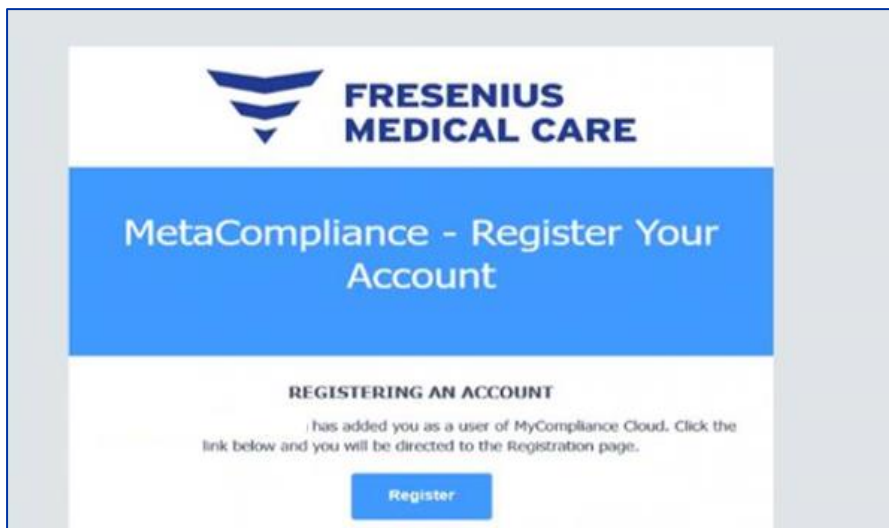 FRESENIUS
MEDICAL CARE
MetaCompliance - Register Your
Account
REGISTERING AN ACCOUNT
has added you as a user of MyCompliance Cloud. Click the
link below and you will be directed to the Registration page.
Register